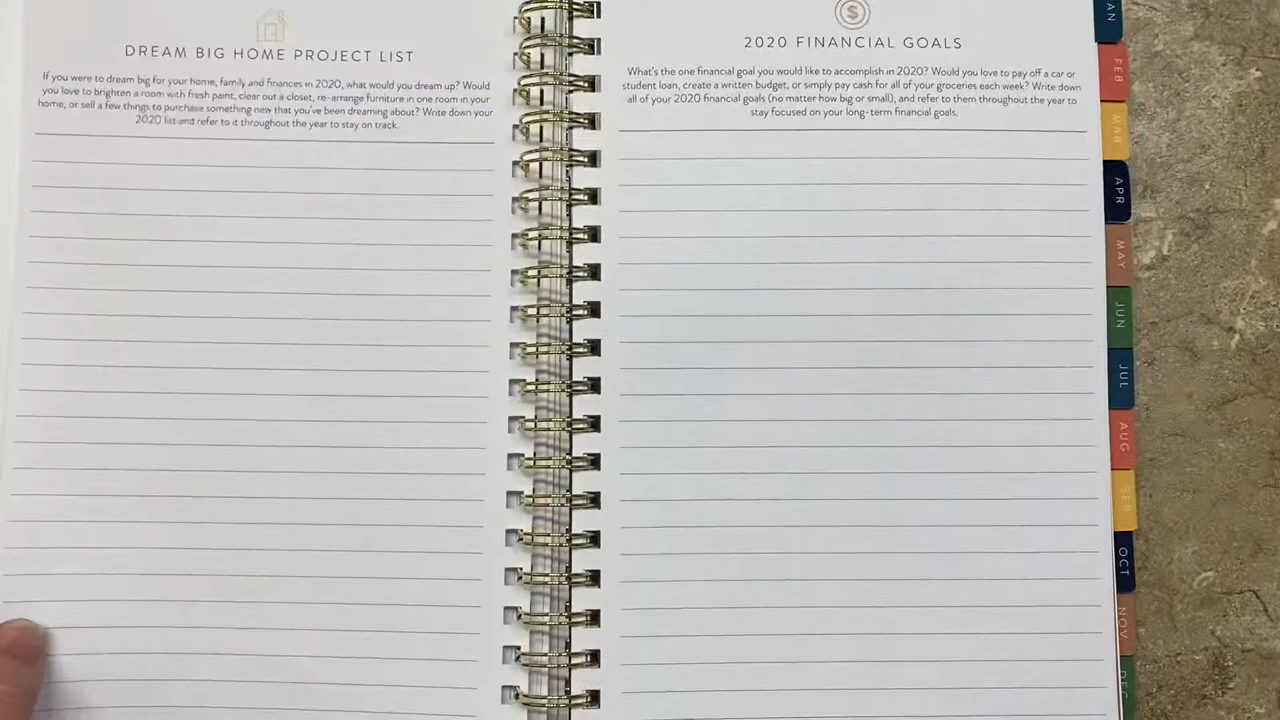 DREAM BIG HOME PROJECT LIST
If you were to dream big for your home, family and finances in 2020, what would you dream up? Would
you love to brighten a room with fresh paint, clear out a closet, re-arrange furniture in one room in your
home, or sell a few things to purchase something new that you've been dreaming about? Write down your
2020 list and refer to it throughout the year to stay on track.
$
2020 FINANCIAL GOALS
What's the one financial goal you would like to accomplish in 2020? Would you love to pay off a car or
student loan, create a written budget, or simply pay cash for all of your groceries each week? Write down
all of your 2020 financial goals (no matter how big or small), and refer to them throughout the year to
stay focused on your long-term financial goals.
AN
FEB
MAR
APR
MAY
JUN
JUL
AUG
SEP
OCT
NOV
DEC